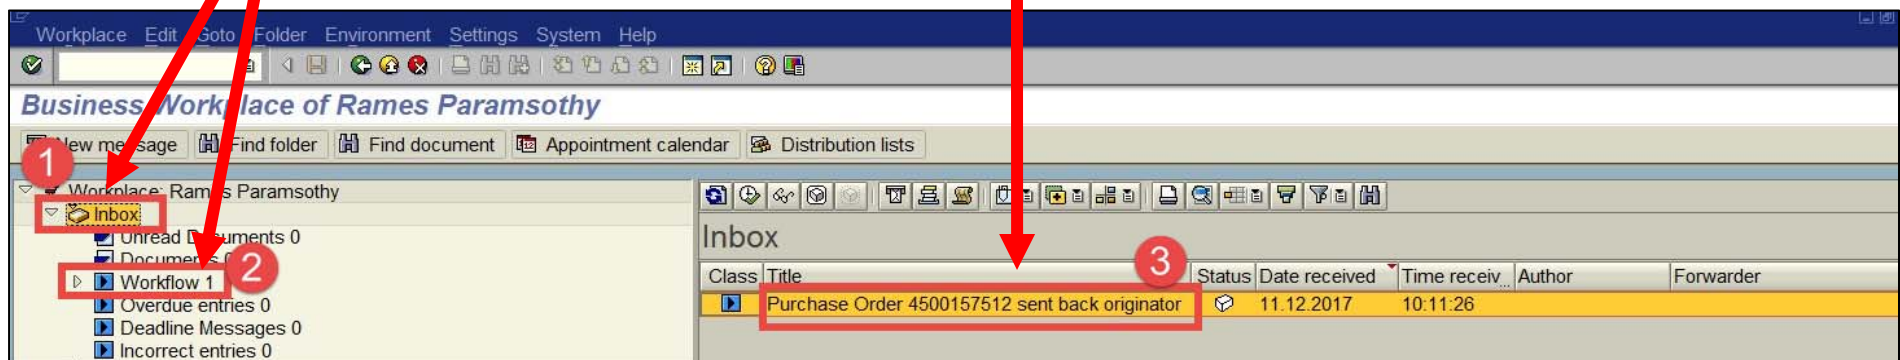 Workplace Edit Goto Folder Environment Settings System Help
Business Workplace of Rames Paramsothy
New message Find folder Find document Appointment calendar Distribution lists
1
Workplace: Rames Paramsothy
Inbox
Unread Documents 0
Documents 0
Workflow 1
2
Overdue entries 0
Deadline Messages 0
Incorrect entries 0
Inbox
3
Class Title Status Date received Time receiv... Author Forwarder
Purchase Order 4500157512 sent back originator 11.12.2017 10:11:26